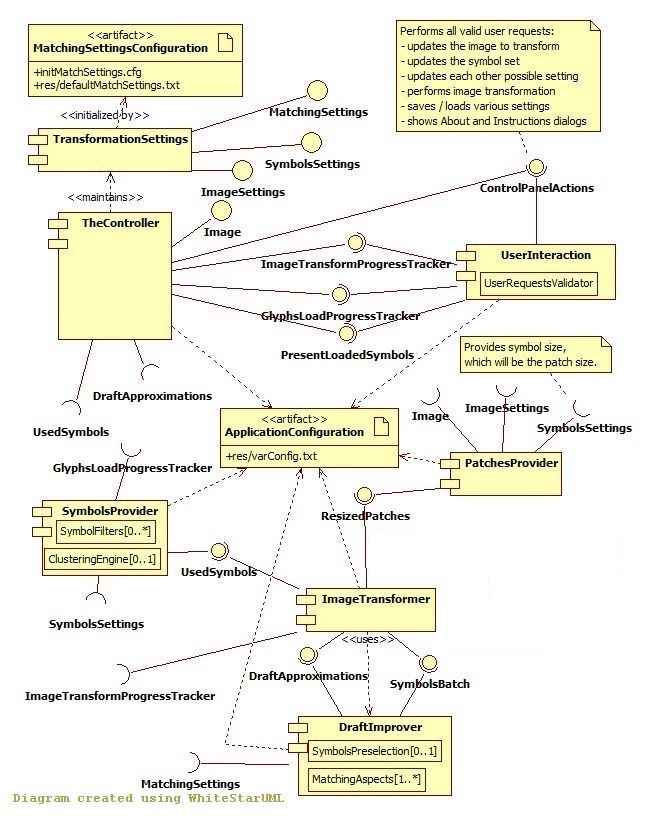 <<artifact>>
MatchingSettingsConfiguration
+initMatchSettings.cfg
+res/defaultMatchSettings.txt
Performs all valid user requests:
- updates the image to transform
- updates the symbol set
- updates each other possible setting
- performs image transformation
- saves / loads various settings
- shows About and Instructions dialogs
<<initialized by>>
MatchingSettings
TransformationSettings
SymbolsSettings
ImageSettings
ControlPanelActions
<<maintains>>
TheController
Image
ImageTransformProgressTracker
UserInteraction
UserRequestsValidator
GlyphsLoadProgressTracker
PresentLoadedSymbols
Provides symbol size,
which will be the patch size.
DraftApproximations
UsedSymbols
Image
ImageSettings
SymbolsSettings
<<artifact>>
ApplicationConfiguration
+res/varConfig.txt
GlyphsLoadProgressTracker
PatchesProvider
SymbolsProvider
SymbolFilters[0..*]
ClusteringEngine[0..1]
ResizedPatches
UsedSymbols
SymbolsSettings
ImageTransformer
<<uses>>
ImageTransformProgressTracker
DraftApproximations
SymbolsBatch
DraftImprover
SymbolsPreselection[0..1]
MatchingAspects[1..*]
MatchingSettings
Diagram created using WhiteStarUML